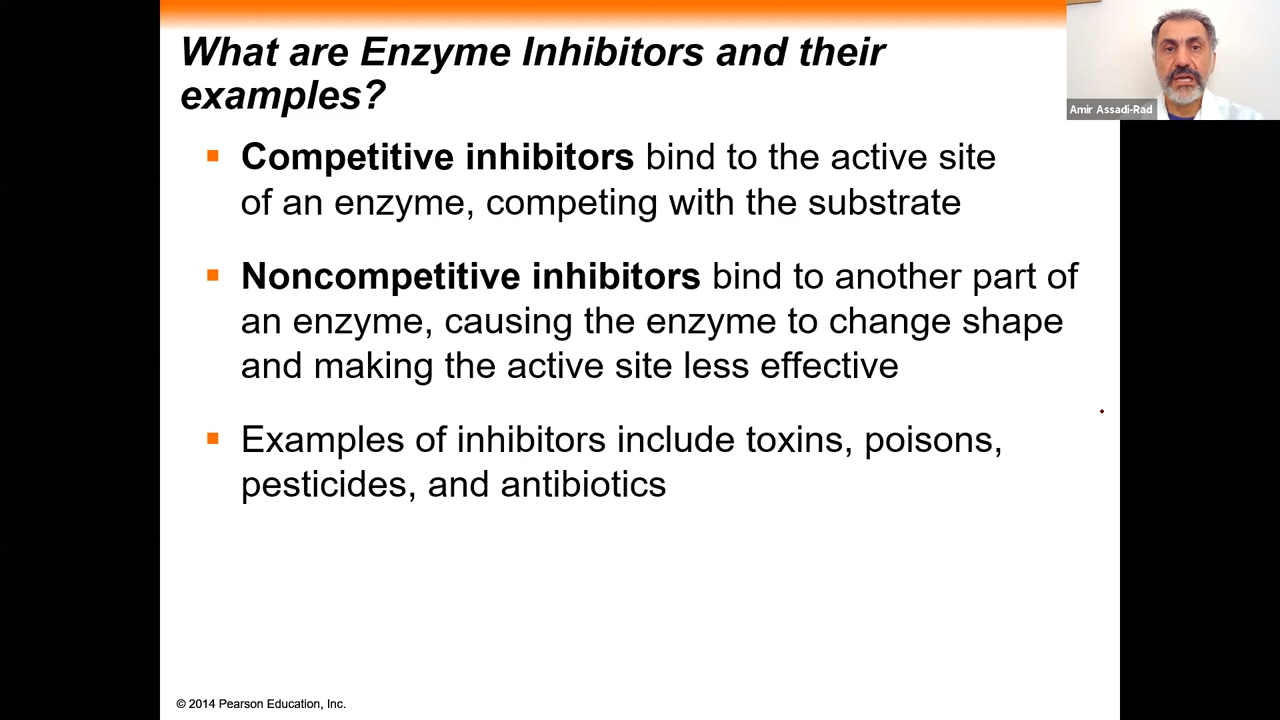 What are Enzyme Inhibitors and their
examples?
Amir Assadi-Rad
▪ Competitive inhibitors bind to the active site
of an enzyme, competing with the substrate
▪ Noncompetitive inhibitors bind to another part of
an enzyme, causing the enzyme to change shape
and making the active site less effective
▪ Examples of inhibitors include toxins, poisons,
pesticides, and antibiotics
© 2014 Pearson Education, Inc.